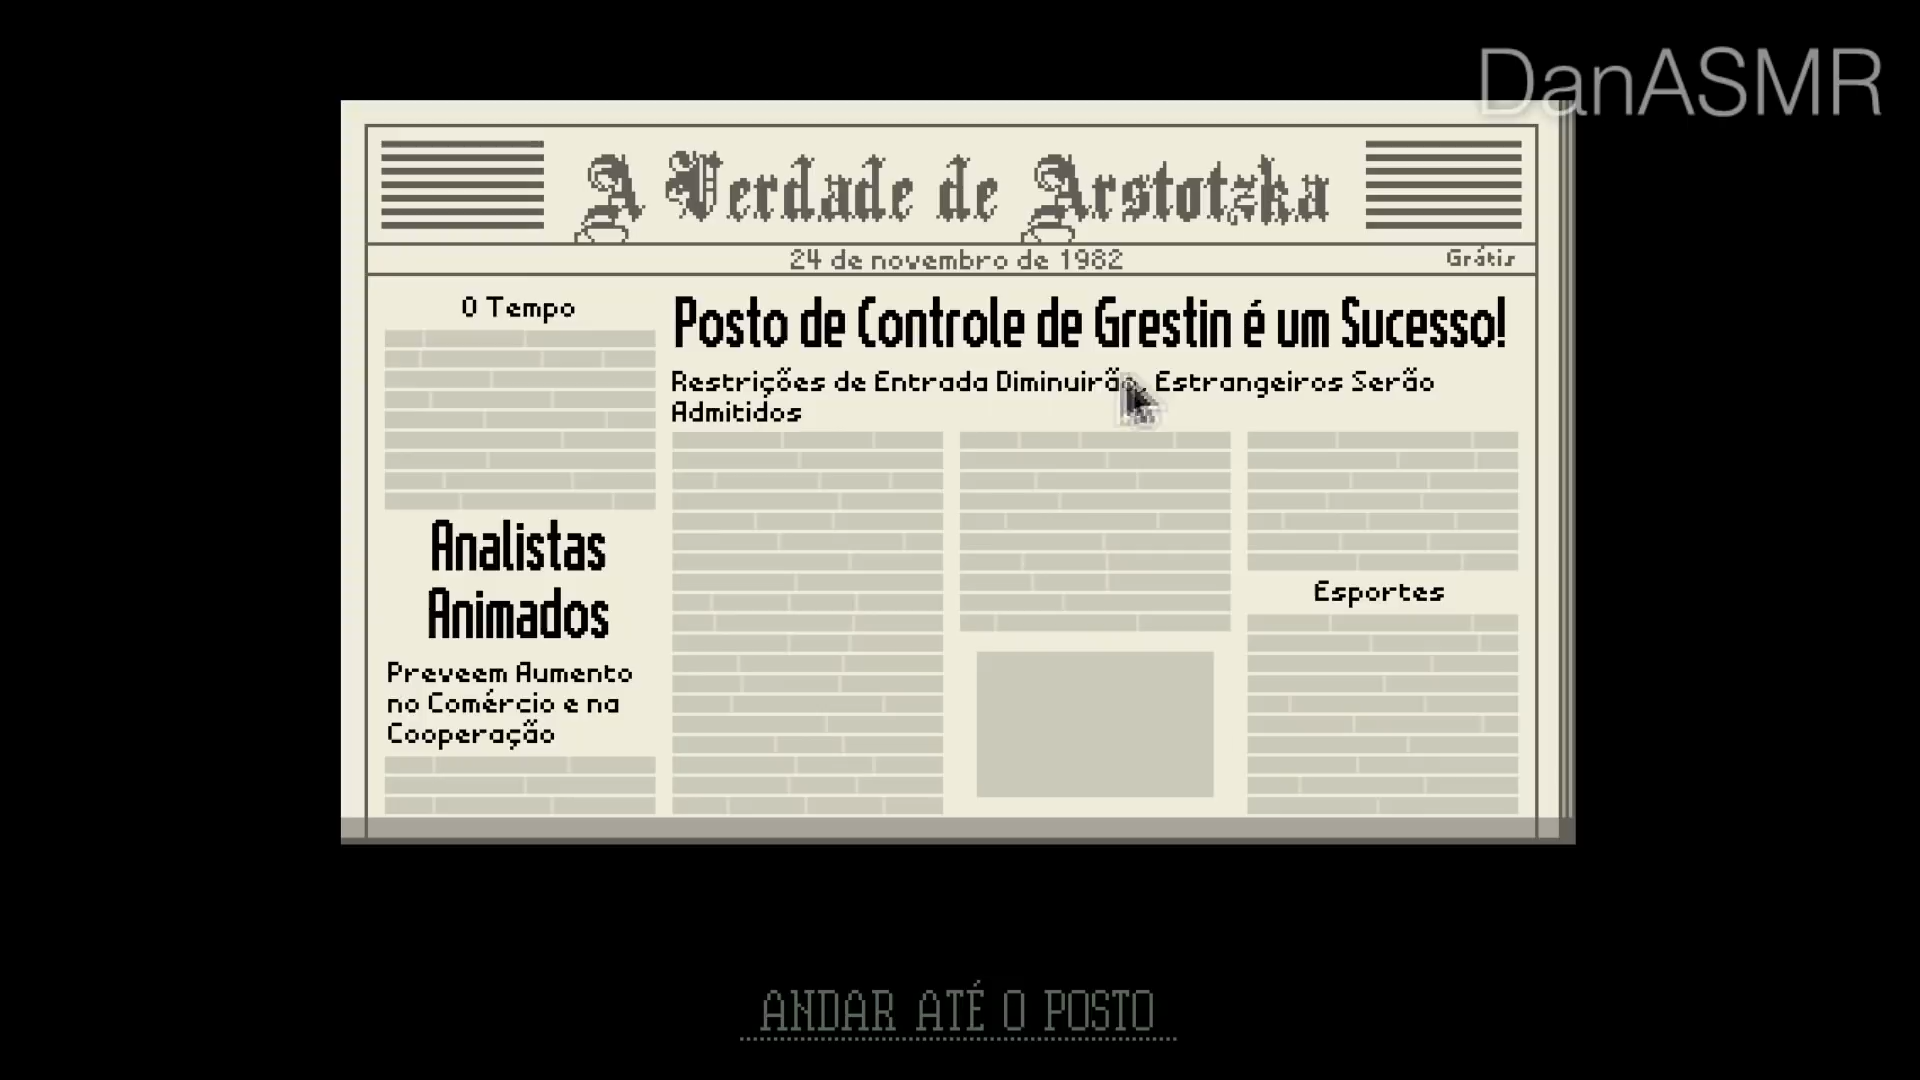 DanASMR
A Verdade de Arstotzka
24 de novembro de 1982
Grátis
O Tempo
Analistas
Animados
Preveem Aumento
no Comércio e na
Cooperação
Posto de Controle de Grestin é um Sucesso!
Restrições de Entrada Diminuirão, Estrangeiros Serão
Admitidos
Esportes
ANDAR ATÉ O POSTO